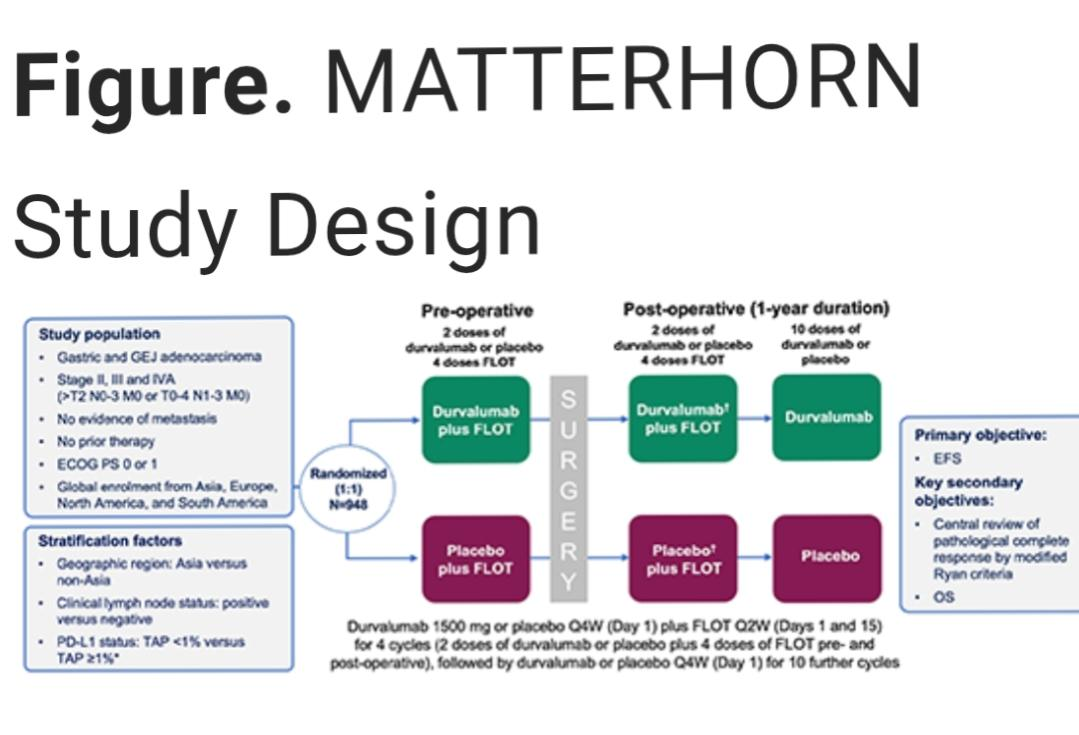 Figure. MATTERHORN
Study Design
Study population
• Gastric and GEJ adenocarcinoma
• Stage II, III and IVA
(>T2 N0-3 M0 or T0-4 N1-3 M0)
• No evidence of metastasis
• No prior therapy
• ECOG PS 0 or 1
• Global enrolment from Asia, Europe,
North America, and South America
Stratification factors
• Geographic region: Asia versus
non-Asia
• Clinical lymph node status: positive
versus negative
• PD-L1 status: TAP <1% versus
TAP ≥1%*
Randomized
(1:1)
N=948
Pre-operative
2 doses of
durvalumab or placebo
4 doses FLOT
Durvalumab
plus FLOT
Placebo
plus FLOT
SURGERY
Post-operative (1-year duration)
2 doses of
durvalumab or placebo
4 doses FLOT
10 doses of
durvalumab or
placebo
Durvalumab†
plus FLOT
Durvalumab
Placebo†
plus FLOT
Placebo
Durvalumab 1500 mg or placebo Q4W (Day 1) plus FLOT Q2W (Days 1 and 15)
for 4 cycles (2 doses of durvalumab or placebo plus 4 doses of FLOT pre- and
post-operative), followed by durvalumab or placebo Q4W (Day 1) for 10 further cycles
Primary objective:
• EFS
Key secondary
objectives:
• Central review of
pathological complete
response by modified
Ryan criteria
• OS